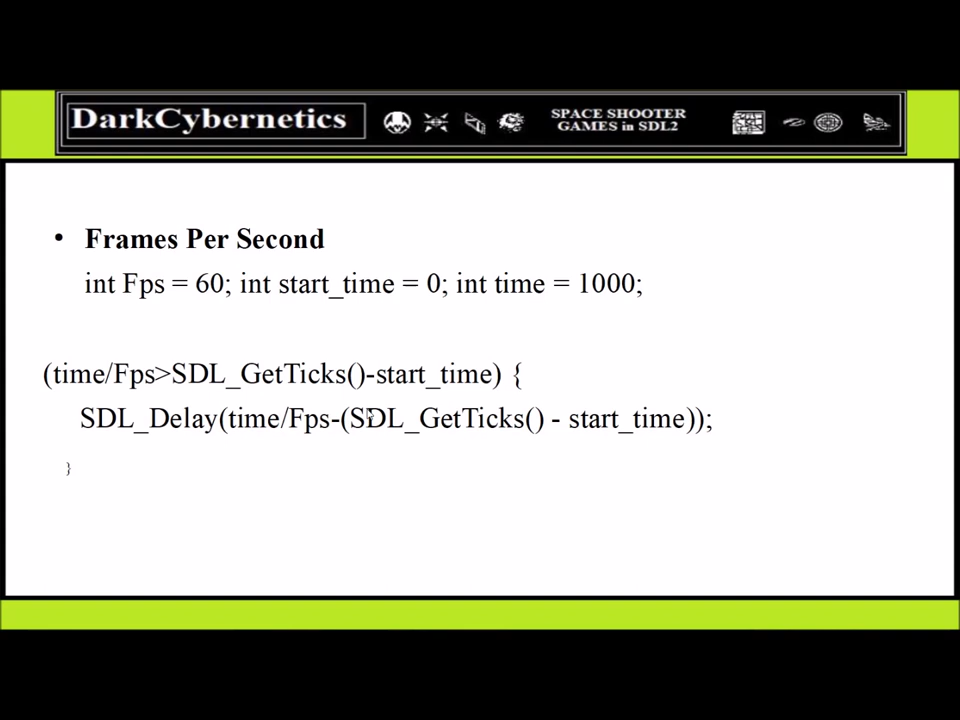 DarkCybernetics
SPACE SHOOTER
GAMES in SDL2
• Frames Per Second
int Fps = 60; int start_time = 0; int time = 1000;
(time/Fps>SDL_GetTicks()-start_time) {
SDL_Delay(time/Fps-(SDL_GetTicks() - start_time));
}